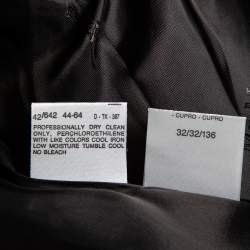 42/642 44-64 D-TX-387
PROFESSIONALLY DRY CLEAN
ONLY, PERCHLOROETHYLENE
WITH LIKE COLORS COOL IRON
LOW MOISTURE TUMBLE COOL
NO BLEACH
- CUPRO - CUPRO
32/32/136